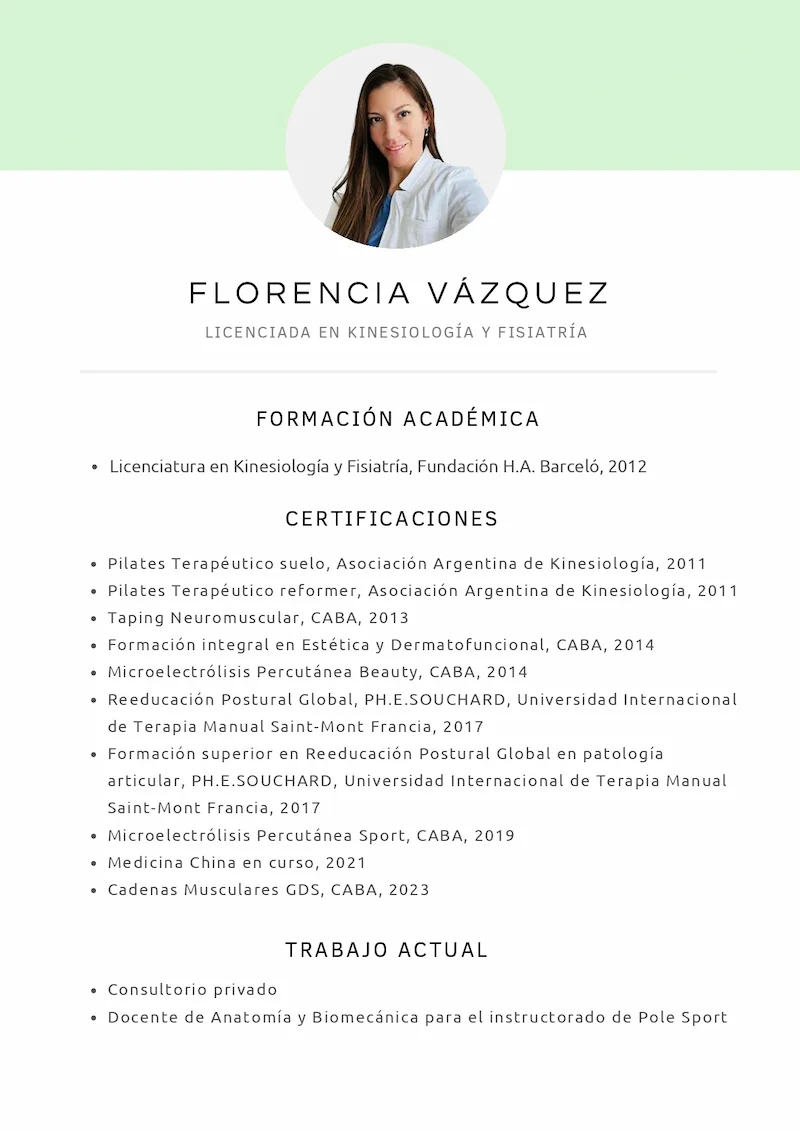 FLORENCIA VÁZQUEZ
LICENCIADA EN KINESIOLOGÍA Y FISIATRÍA
FORMACIÓN ACADÉMICA
• Licenciatura en Kinesiología y Fisiatría, Fundación H.A. Barceló, 2012
CERTIFICACIONES
• Pilates Terapéutico suelo, Asociación Argentina de Kinesiología, 2011
• Pilates Terapéutico reformer, Asociación Argentina de Kinesiología, 2011
• Taping Neuromuscular, CABA, 2013
• Formación integral en Estética y Dermatofuncional, CABA, 2014
• Microelectrólisis Percutánea Beauty, CABA, 2014
• Reeducación Postural Global, PH.E.SOUCHARD, Universidad Internacional
de Terapia Manual Saint-Mont Francia, 2017
• Formación superior en Reeducación Postural Global en patología
articular, PH.E.SOUCHARD, Universidad Internacional de Terapia Manual
Saint-Mont Francia, 2017
• Microelectrólisis Percutánea Sport, CABA, 2019
• Medicina China en curso, 2021
• Cadenas Musculares GDS, CABA, 2023
TRABAJO ACTUAL
• Consultorio privado
• Docente de Anatomía y Biomecánica para el instructorado de Pole Sport